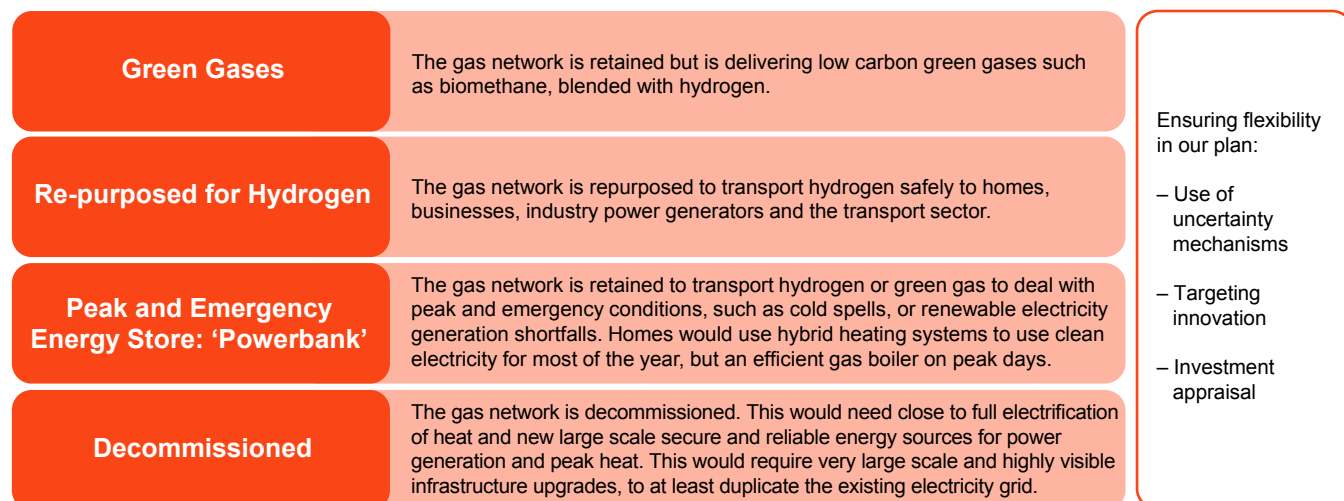 Green Gases
The gas network is retained but is delivering low carbon green gases such
as biomethane, blended with hydrogen.
Re-purposed for Hydrogen
The gas network is repurposed to transport hydrogen safely to homes,
businesses, industry power generators and the transport sector.
Peak and Emergency
Energy Store: ‘Powerbank’
The gas network is retained to transport hydrogen or green gas to deal with
peak and emergency conditions, such as cold spells, or renewable electricity
generation shortfalls. Homes would use hybrid heating systems to use clean
electricity for most of the year, but an efficient gas boiler on peak days.
Decommissioned
The gas network is decommissioned. This would need close to full electrification
of heat and new large scale secure and reliable energy sources for power
generation and peak heat. This would require very large scale and highly visible
infrastructure upgrades, to at least duplicate the existing electricity grid.
Ensuring flexibility
in our plan:
– Use of
uncertainty
mechanisms
– Targeting
innovation
– Investment
appraisal